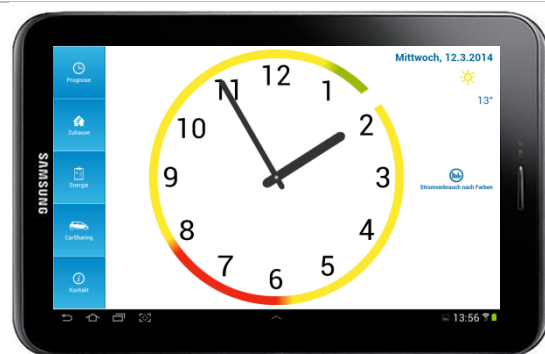 SAMSUNG
Prognose
Zuhause
Energie
CarSharing
Kontakt
12
1
2
3
4
5
6
7
8
9
10
11
Mittwoch, 12.3.2014
13°
Stromverbrauch nach Farben
13:56